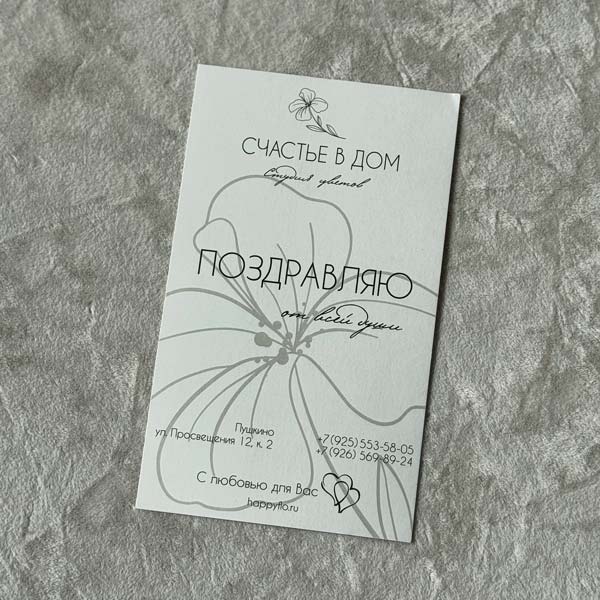 СЧАСТЬЕ В ДОМ
Студия цветов
ПОЗДРАВЛЯЮ
от всей души
Пушкино
ул. Просвещения 12, к. 2
+7 (925) 553-58-05
+7 (926) 569-89-24
С любовью для Вас
happyflo.ru